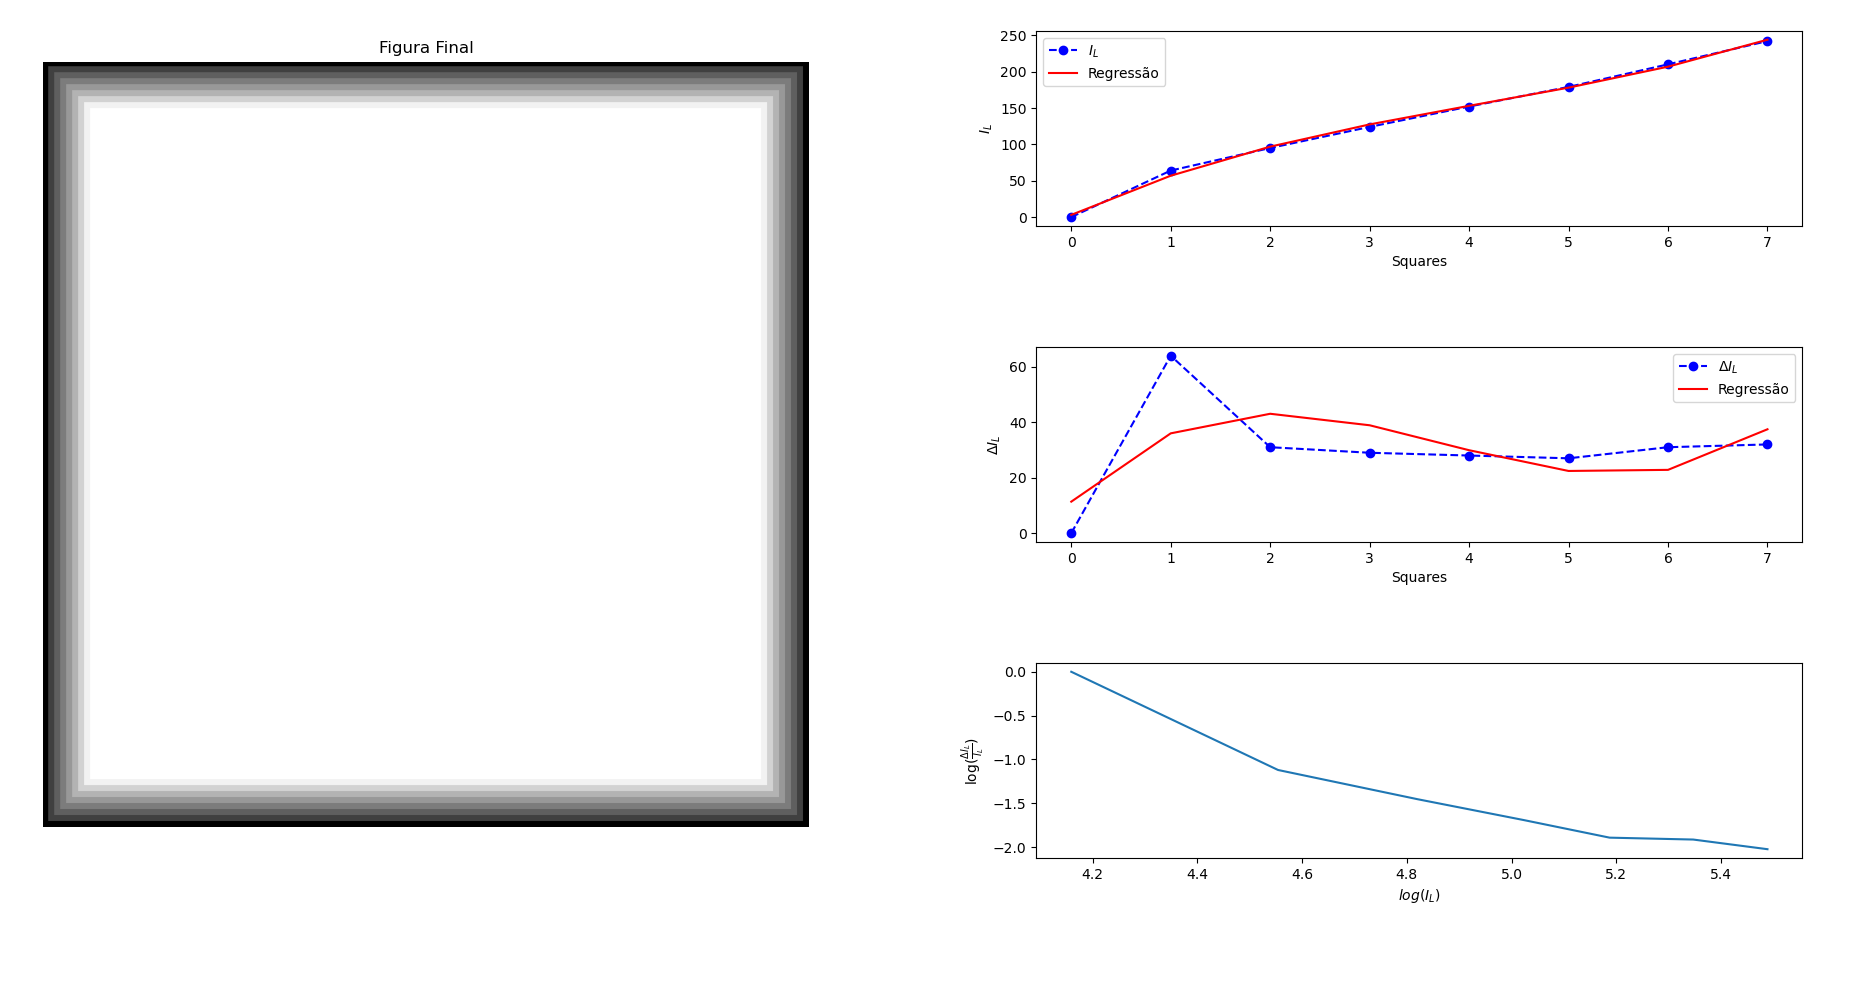 Figura Final
250
200
150
100
50
0
I_L
I_L
Regressão
0 1 2 3 4 5 6 7
Squares
60
40
20
0
ΔI_L
ΔI_L
Regressão
0 1 2 3 4 5 6 7
Squares
0.0
−0.5
−1.0
−1.5
−2.0
log(ΔI_L/I_L)
4.2 4.4 4.6 4.8 5.0 5.2 5.4
log(I_L)